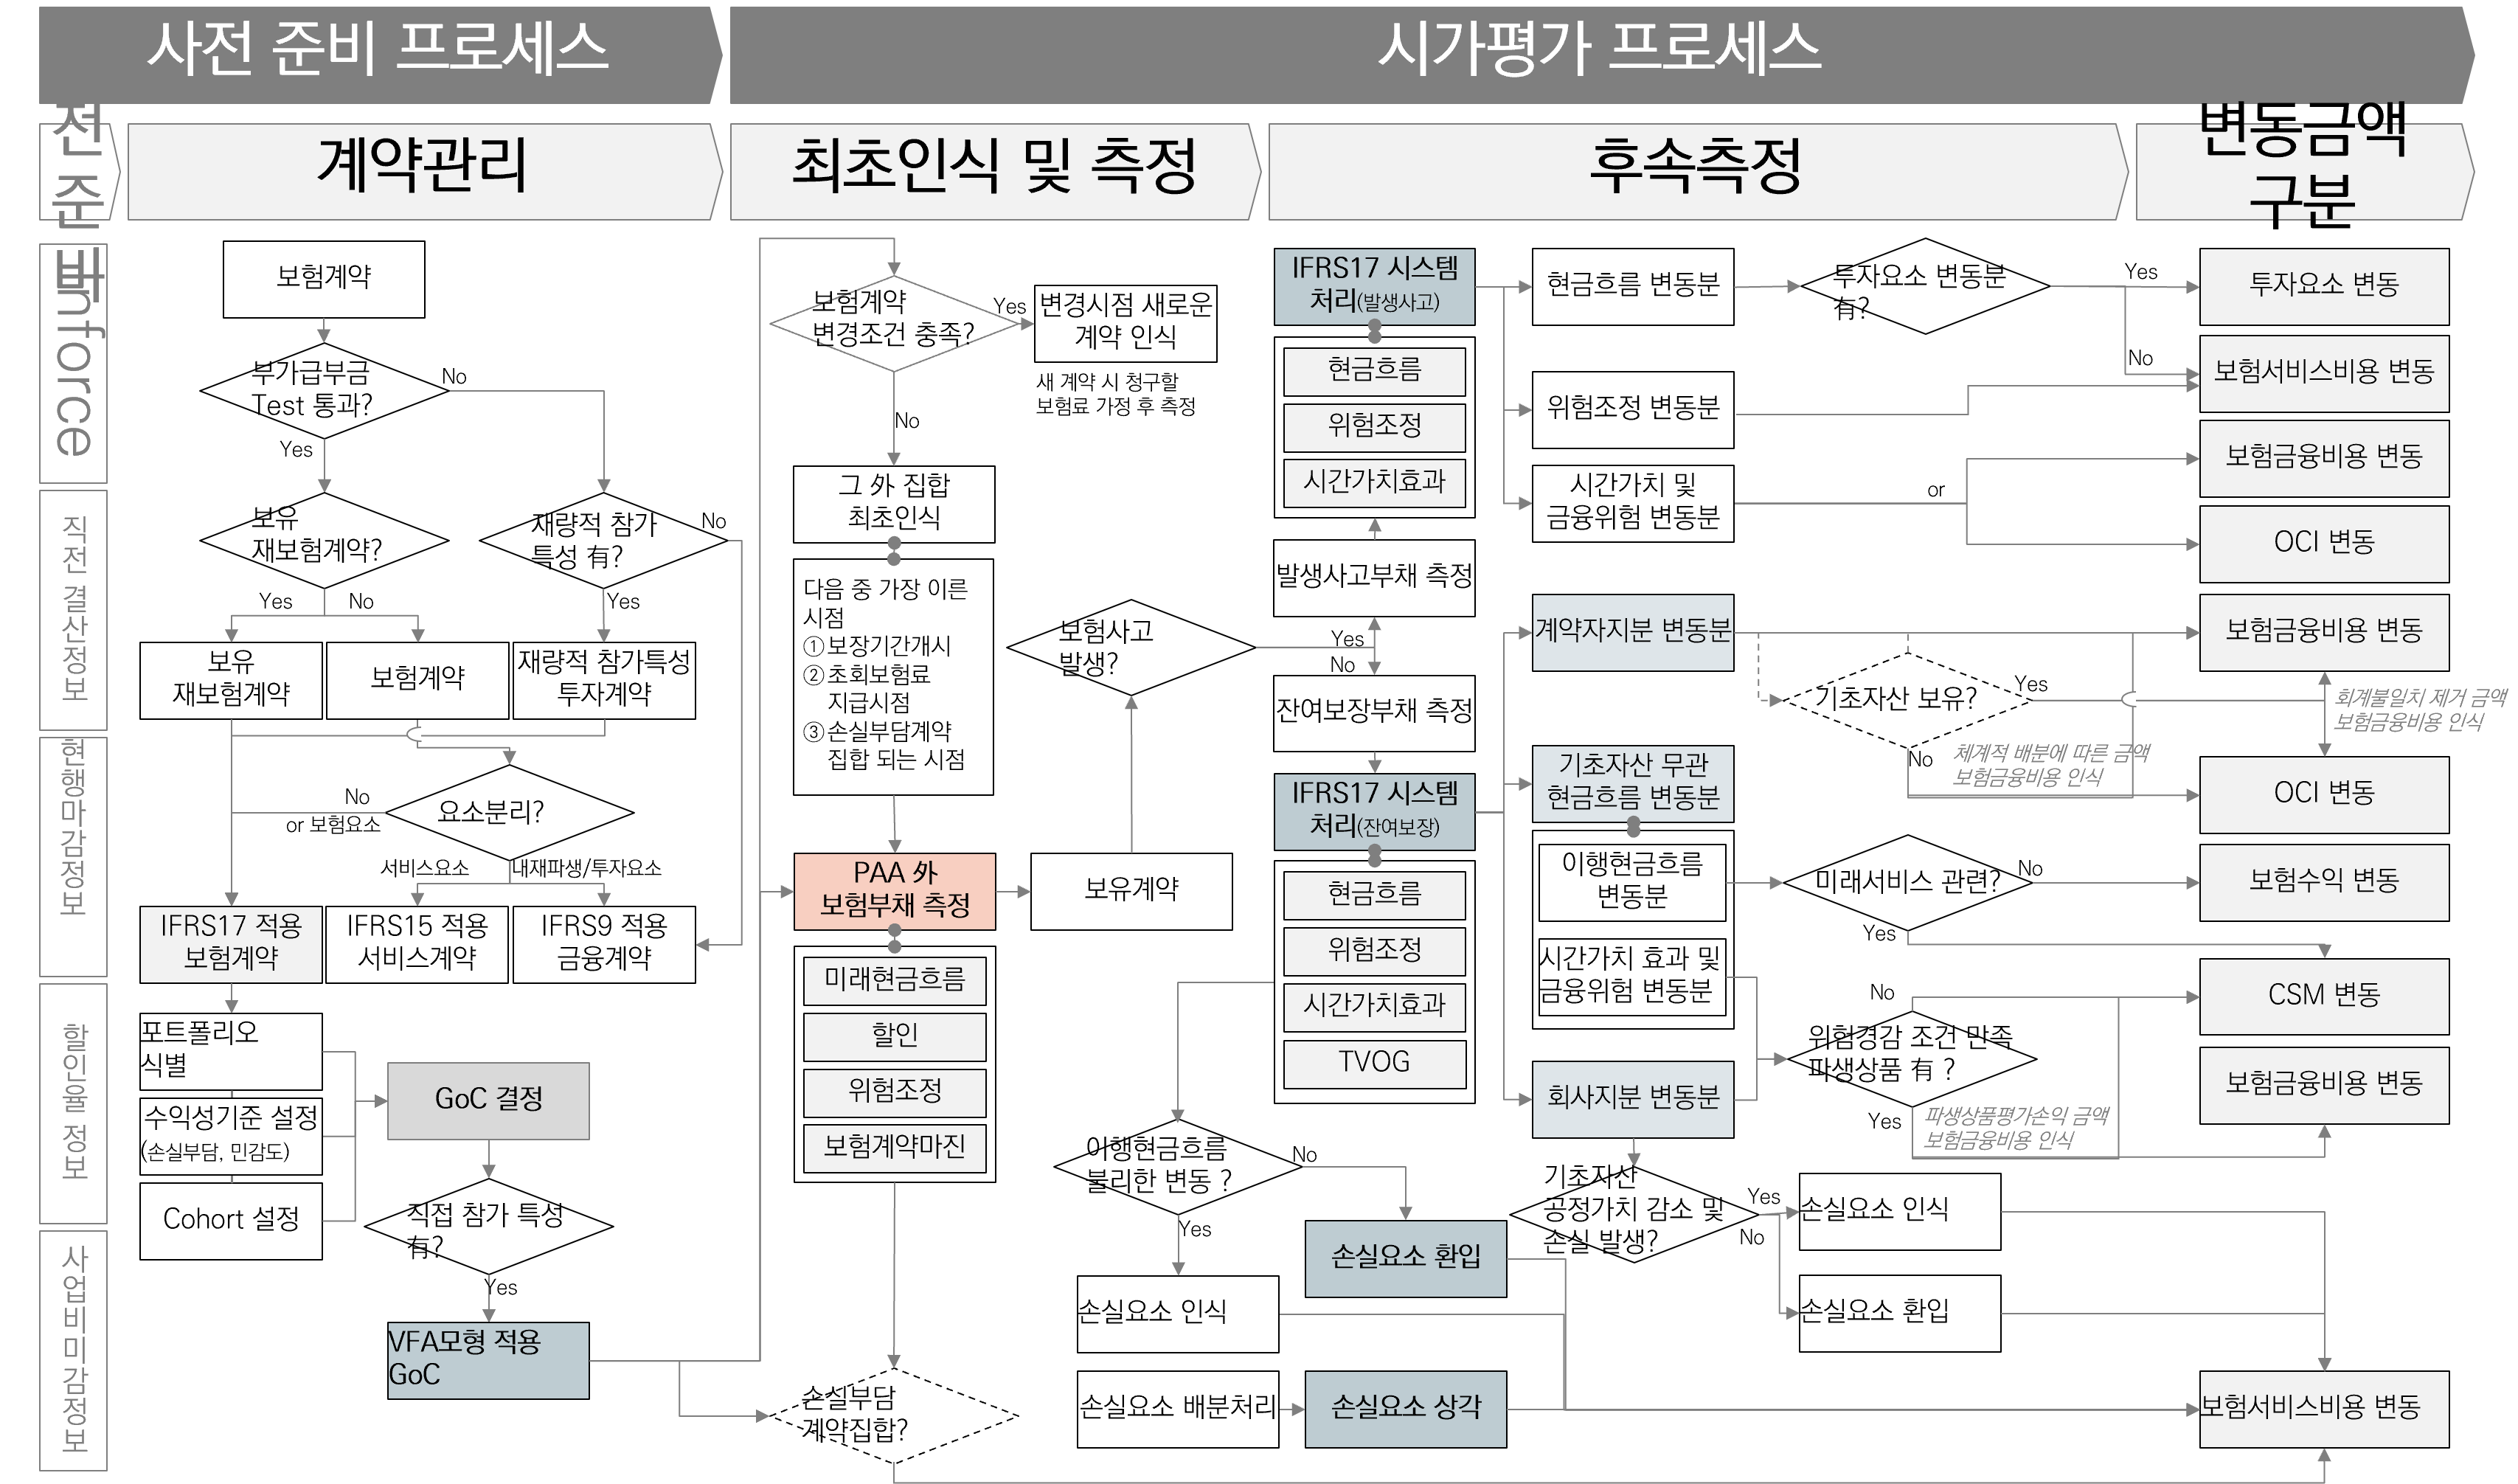 사전 준비 프로세스
시가평가 프로세스
전
준
비
계약관리
최초인식 및 측정
후속측정
변동금액
구분
Inforce
직전 결산정보
현행마감정보
할인율 정보
사업비마감정보
보험계약
부가급부금
Test 통과?
No
Yes
보유
재보험계약?
재량적 참가
특성 有?
No
Yes
No
Yes
보유
재보험계약
보험계약
재량적 참가특성
투자계약
요소분리?
No
or 보험요소
서비스요소
내재파생/투자요소
IFRS17 적용
보험계약
IFRS15 적용
서비스계약
IFRS9 적용
금융계약
포트폴리오
식별
수익성기준 설정
(손실부담, 민감도)
Cohort 설정
GoC 결정
직접 참가 특성
有?
Yes
VFA모형 적용
GoC
보험계약
변경조건 충족?
Yes
변경시점 새로운
계약 인식
새 계약 시 청구할
보험료 가정 후 측정
No
그 外 집합
최초인식
다음 중 가장 이른
시점
① 보장기간개시
② 초회보험료
지급시점
③ 손실부담계약
집합 되는 시점
PAA 外
보험부채 측정
미래현금흐름
할인
위험조정
보험계약마진
손실부담
계약집합?
보유계약
보험사고
발생?
Yes
No
IFRS17 시스템
처리(발생사고)
현금흐름
위험조정
시간가치효과
발생사고부채 측정
잔여보장부채 측정
IFRS17 시스템
처리(잔여보장)
현금흐름
위험조정
시간가치효과
TVOG
이행현금흐름
불리한 변동 ?
No
Yes
손실요소 환입
손실요소 인식
손실요소 배분처리
손실요소 상각
현금흐름 변동분
위험조정 변동분
시간가치 및
금융위험 변동분
투자요소 변동분
有?
Yes
No
or
계약자지분 변동분
기초자산 보유?
Yes
No
체계적 배분에 따른 금액
보험금융비용 인식
회계불일치 제거 금액
보험금융비용 인식
기초자산 무관
현금흐름 변동분
이행현금흐름
변동분
시간가치 효과 및
금융위험 변동분
미래서비스 관련?
No
Yes
No
위험경감 조건 만족
파생상품 有 ?
Yes
파생상품평가손익 금액
보험금융비용 인식
회사지분 변동분
기초자산
공정가치 감소 및
손실 발생?
Yes
No
손실요소 인식
손실요소 환입
투자요소 변동
보험서비스비용 변동
보험금융비용 변동
OCI 변동
보험금융비용 변동
OCI 변동
보험수익 변동
CSM 변동
보험금융비용 변동
보험서비스비용 변동